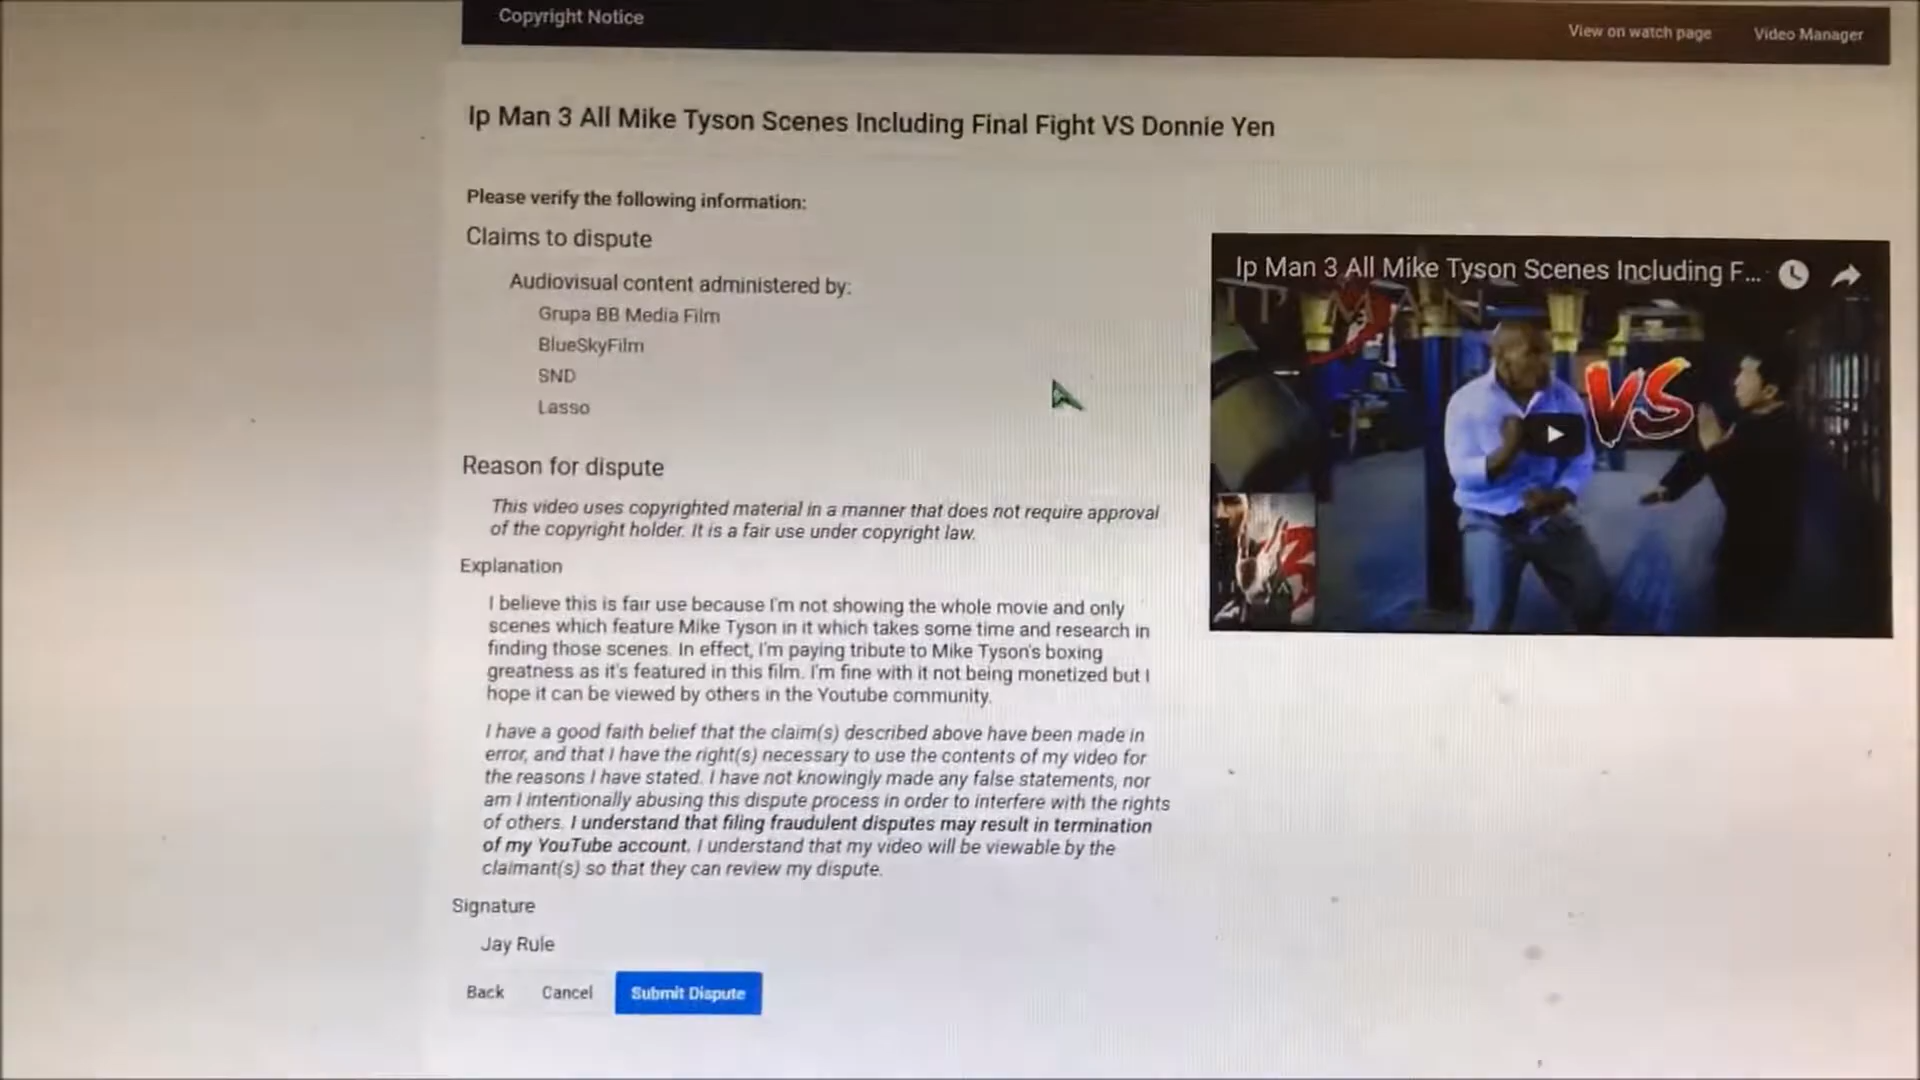 Copyright Notice
View on watch page
Video Manager
Ip Man 3 All Mike Tyson Scenes Including Final Fight VS Donnie Yen
Please verify the following information:
Claims to dispute
Audiovisual content administered by:
Grupa BB Media Film
BlueSkyFilm
SND
Lasso
Ip Man 3 All Mike Tyson Scenes Including F...
IP MAN
VS
3
Reason for dispute
This video uses copyrighted material in a manner that does not require approval
of the copyright holder. It is a fair use under copyright law.
Explanation
I believe this is fair use because I'm not showing the whole movie and only
scenes which feature Mike Tyson in it which takes some time and research in
finding those scenes. In effect, I'm paying tribute to Mike Tyson's boxing
greatness as it's featured in this film. I'm fine with it not being monetized but I
hope it can be viewed by others in the Youtube community.
I have a good faith belief that the claim(s) described above have been made in
error, and that I have the right(s) necessary to use the contents of my video for
the reasons I have stated. I have not knowingly made any false statements, nor
am I intentionally abusing this dispute process in order to interfere with the rights
of others. I understand that filing fraudulent disputes may result in termination
of my YouTube account. I understand that my video will be viewable by the
claimant(s) so that they can review my dispute.
Signature
Jay Rule
Back
Cancel
Submit Dispute